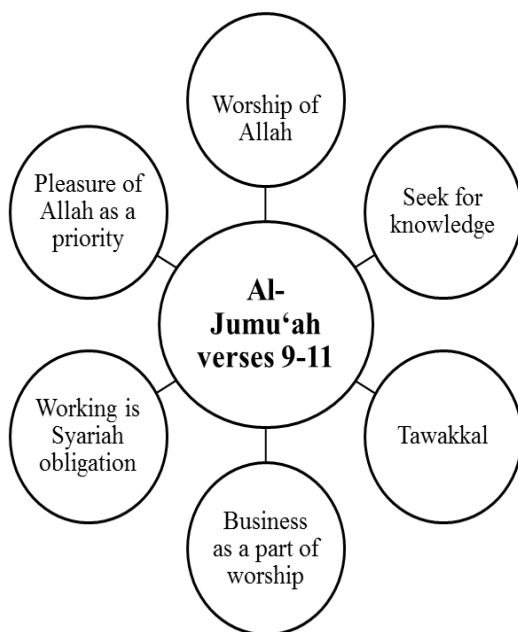 Worship of
Allah
Seek for
knowledge
Tawakkal
Business
as a part of
worship
Working is
Syariah
obligation
Pleasure of
Allah as a
priority
Al-
Jumu‘ah
verses 9-11